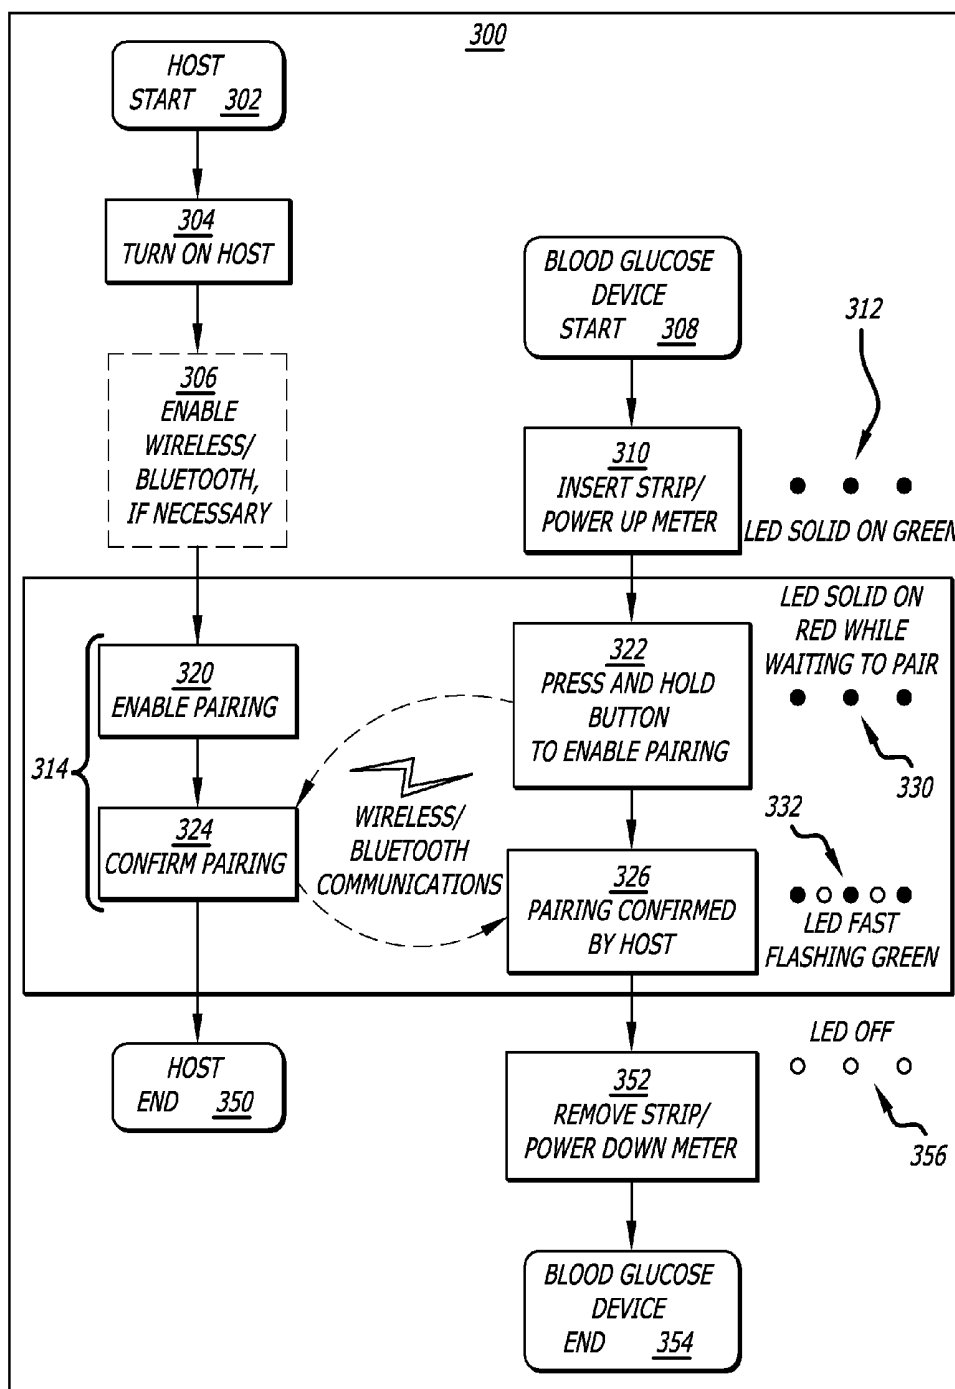 300
HOST
START 302
304
TURN ON HOST
306
ENABLE
WIRELESS/
BLUETOOTH,
IF NECESSARY
BLOOD GLUCOSE
DEVICE
START 308
310
INSERT STRIP/
POWER UP METER
312
LED SOLID ON GREEN
314
320
ENABLE PAIRING
324
CONFIRM PAIRING
WIRELESS/
BLUETOOTH
COMMUNICATIONS
322
PRESS AND HOLD
BUTTON
TO ENABLE PAIRING
326
PAIRING CONFIRMED
BY HOST
LED SOLID ON
RED WHILE
WAITING TO PAIR
330
332
LED FAST
FLASHING GREEN
HOST
END 350
352
REMOVE STRIP/
POWER DOWN METER
LED OFF
356
BLOOD GLUCOSE
DEVICE
END 354